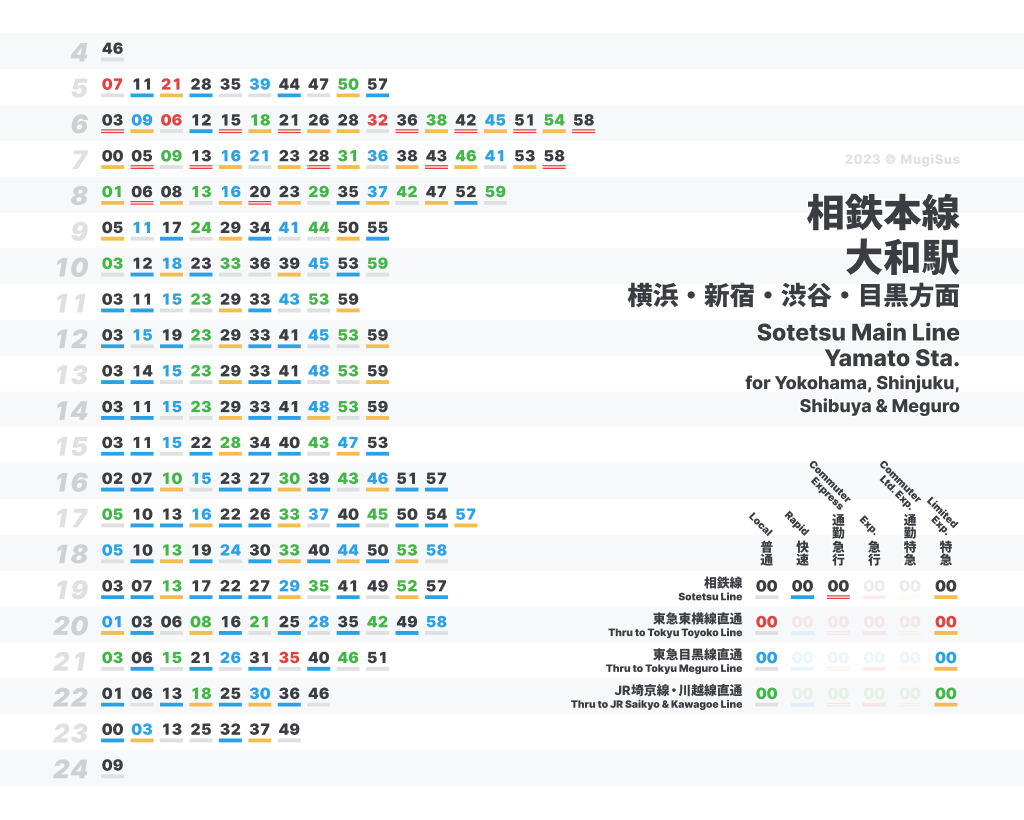 4 46
5 07 11 21 28 35 39 44 47 50 57
6 03 09 06 12 15 18 21 26 28 32 36 38 42 45 51 54 58
7 00 05 09 13 16 21 23 28 31 36 38 43 46 41 53 58
8 01 06 08 13 16 20 23 29 35 37 42 47 52 59
9 05 11 17 24 29 34 41 44 50 55
10 03 12 18 23 33 36 39 45 53 59
11 03 11 15 23 29 33 43 53 59
12 03 15 19 23 29 33 41 45 53 59
13 03 14 15 23 29 33 41 48 53 59
14 03 11 15 23 29 33 41 48 53 59
15 03 11 15 22 28 34 40 43 47 53
16 02 07 10 15 23 27 30 39 43 46 51 57
17 05 10 13 16 22 26 33 37 40 45 50 54 57
18 05 10 13 19 24 30 33 40 44 50 53 58
19 03 07 13 17 22 27 29 35 41 49 52 57
20 01 03 06 08 16 21 25 28 35 42 49 58
21 03 06 15 21 26 31 35 40 46 51
22 01 06 13 18 25 30 36 46
23 00 03 13 25 32 37 49
24 09
2023 © MugiSus
相鉄本線
大和駅
横浜・新宿・渋谷・目黒方面
Sotetsu Main Line
Yamato Sta.
for Yokohama, Shinjuku,
Shibuya & Meguro
Local
普通
Rapid
快速
Commuter
Express
通勤急行
Exp.
急行
Commuter
Ltd. Exp.
通勤特急
Limited
Exp.
特急
相鉄線
Sotetsu Line
00 00 00 00 00 00
東急東横線直通
Thru to Tokyu Toyoko Line
00 00 00 00 00 00
東急目黒線直通
Thru to Tokyu Meguro Line
00 00 00 00 00 00
JR埼京線・川越線直通
Thru to JR Saikyo & Kawagoe Line
00 00 00 00 00 00